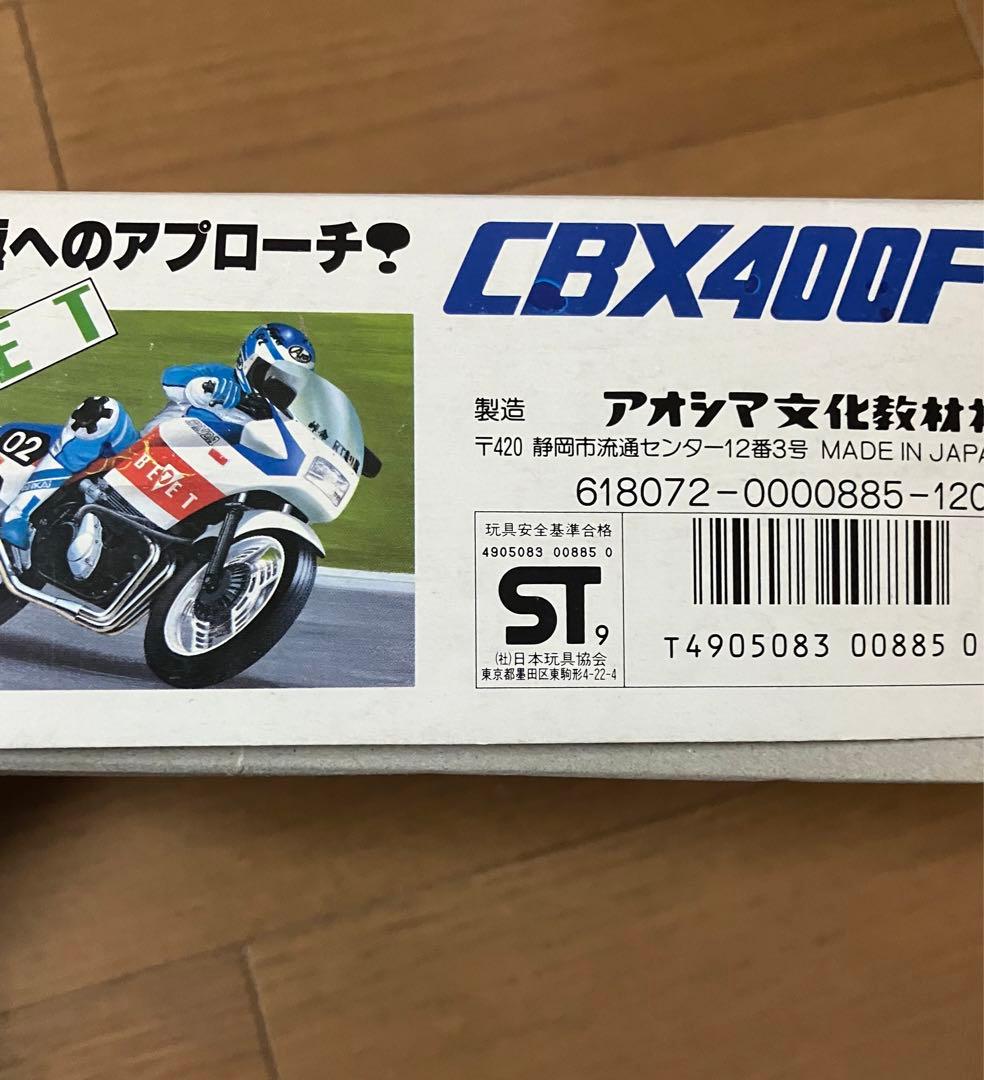 へのアプローチ!
CBX400F
ET
02
BEET
製造 アオシマ文化教材
〒420 静岡市流通センター12番3号 MADE IN JAPA
618072-0000885-120
玩具安全基準合格
4905083 00885 0
ST9
(社)日本玩具協会
東京都墨田区東駒形4-22-4
T4905083 00885 0